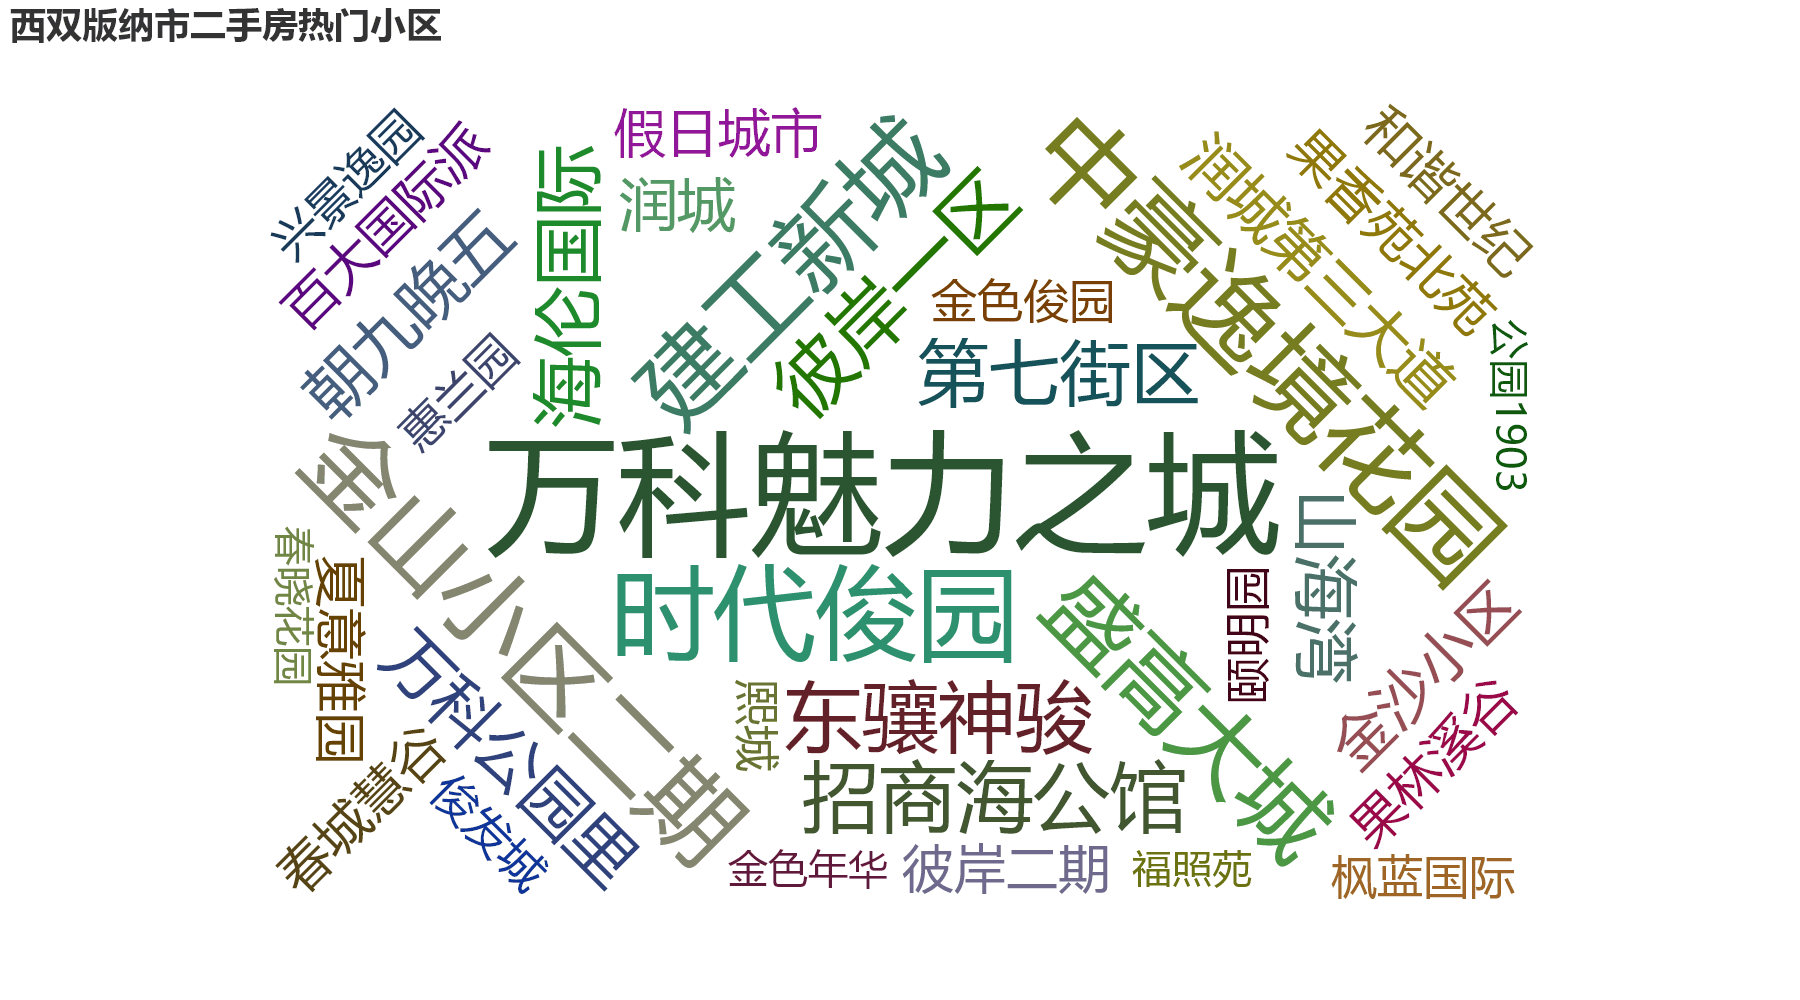 西双版纳市二手房热门小区
兴景逸园
百大国际派
朝九晚五
惠兰园
海伦国际
假日城市
润城
建工新城
彼岸一区
金色俊园
第七街区
中豪逸境花园
润城第三大道
果香苑北苑
和谐世纪
公园1903
万科魅力之城
金山小区二期
时代俊园
盛高大城
山海湾
颐明园
春晓花园
夏意雅园
万科公园里
春城慧谷
俊发城
熙城
东骧神骏
招商海公馆
金沙小区
果林溪谷
金色年华
彼岸二期
福照苑
枫蓝国际